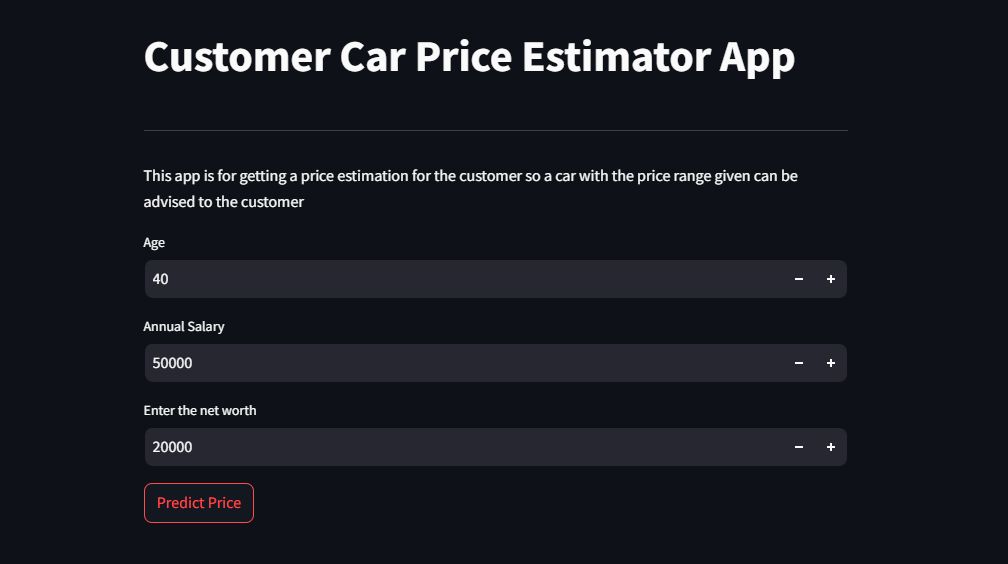 Customer Car Price Estimator App
This app is for getting a price estimation for the customer so a car with the price range given can be
advised to the customer
Age
40
Annual Salary
50000
Enter the net worth
20000
Predict Price